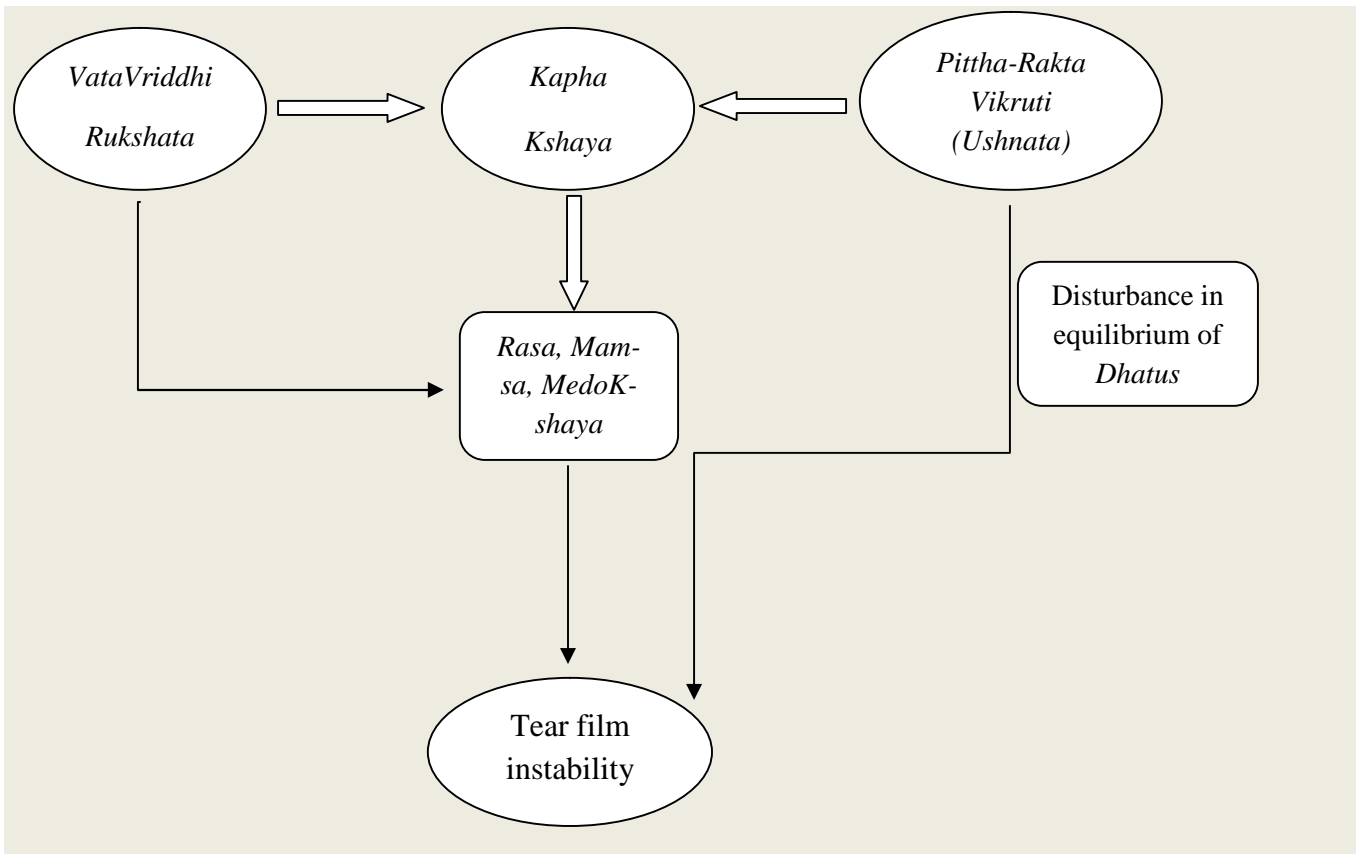 VataVriddhi
Rukshata
Kapha
Kshaya
Pittha-Rakta
Vikruti
(Ushnata)
Disturbance in
equilibrium of
Dhatus
Rasa, Mam-
sa, MedoK-
shaya
Tear film
instability